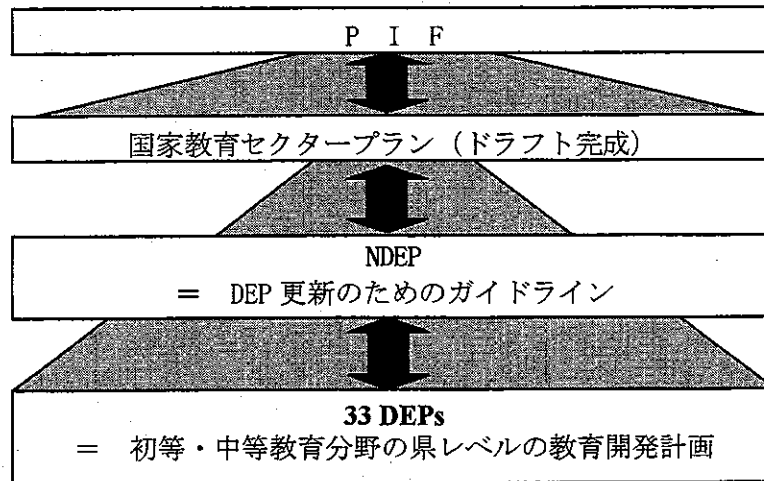 P I F
国家教育セクタープラン（ドラフト完成）
NDEP
＝ DEP 更新のためのガイドライン
33 DEPs
＝ 初等・中等教育分野の県レベルの教育開発計画